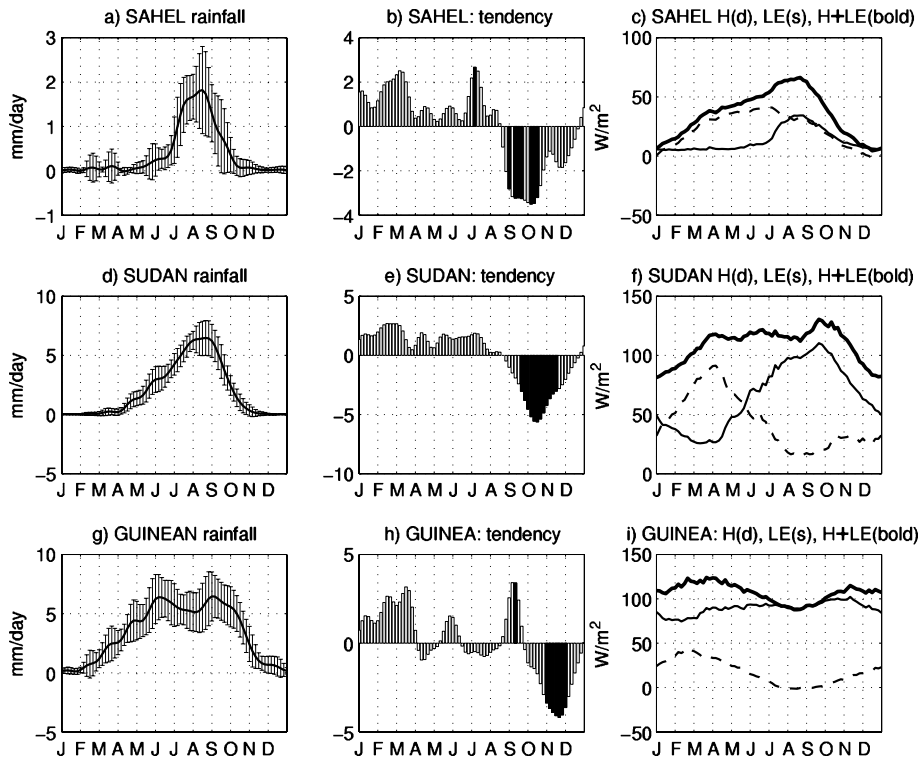 a) SAHEL rainfall
b) SAHEL: tendency
c) SAHEL H(d), LE(s), H+LE(bold)
3
2
1
0
−1
mm/day
J F M A M J J A S O N D
4
2
0
−2
−4
J F M A M J J A S O N D
100
50
0
−50
W/m²
J F M A M J J A S O N D
d) SUDAN rainfall
e) SUDAN: tendency
f) SUDAN H(d), LE(s), H+LE(bold)
10
5
0
−5
mm/day
J F M A M J J A S O N D
5
0
−5
−10
J F M A M J J A S O N D
150
100
50
0
W/m²
J F M A M J J A S O N D
g) GUINEAN rainfall
h) GUINEA: tendency
i) GUINEA: H(d), LE(s), H+LE(bold)
10
5
0
−5
mm/day
J F M A M J J A S O N D
5
0
−5
J F M A M J J A S O N D
150
100
50
0
−50
W/m²
J F M A M J J A S O N D